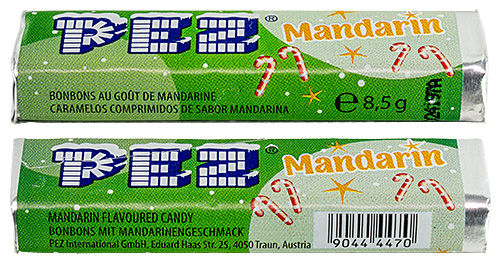 PEZ® Mandarin
BONBONS AU GOÛT DE MANDARINE
CARAMELOS COMPRIMIDOS DE SABOR MANDARINA
℮ 8,5 g
PEZ® Mandarin
MANDARIN FLAVOURED CANDY
BONBONS MIT MANDARINENGESCHMACK
PEZ International GmbH, Eduard Haas Str. 25, 4050 Traun, Austria
9044 4470